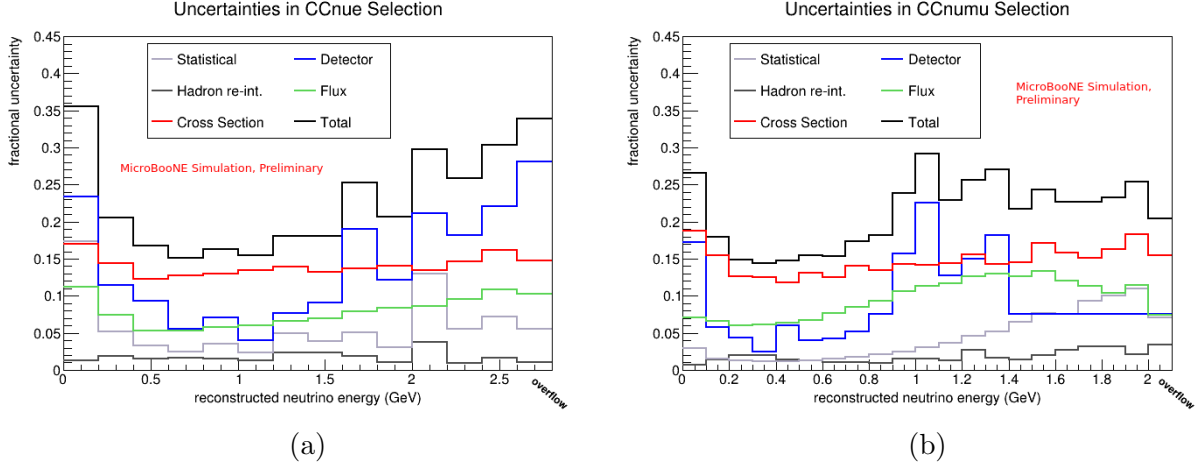 Uncertainties in CCnue Selection
fractional uncertainty
0.45
0.4
0.35
0.3
0.25
0.2
0.15
0.1
0.05
0
Statistical
Detector
Hadron re-int.
Flux
Cross Section
Total
MicroBooNE Simulation, Preliminary
0 0.5 1 1.5 2 2.5
overflow
reconstructed neutrino energy (GeV)
(a)
Uncertainties in CCnumu Selection
fractional uncertainty
0.45
0.4
0.35
0.3
0.25
0.2
0.15
0.1
0.05
0
Statistical
Detector
Hadron re-int.
Flux
Cross Section
Total
MicroBooNE Simulation,
Preliminary
0 0.2 0.4 0.6 0.8 1 1.2 1.4 1.6 1.8 2
overflow
reconstructed neutrino energy (GeV)
(b)